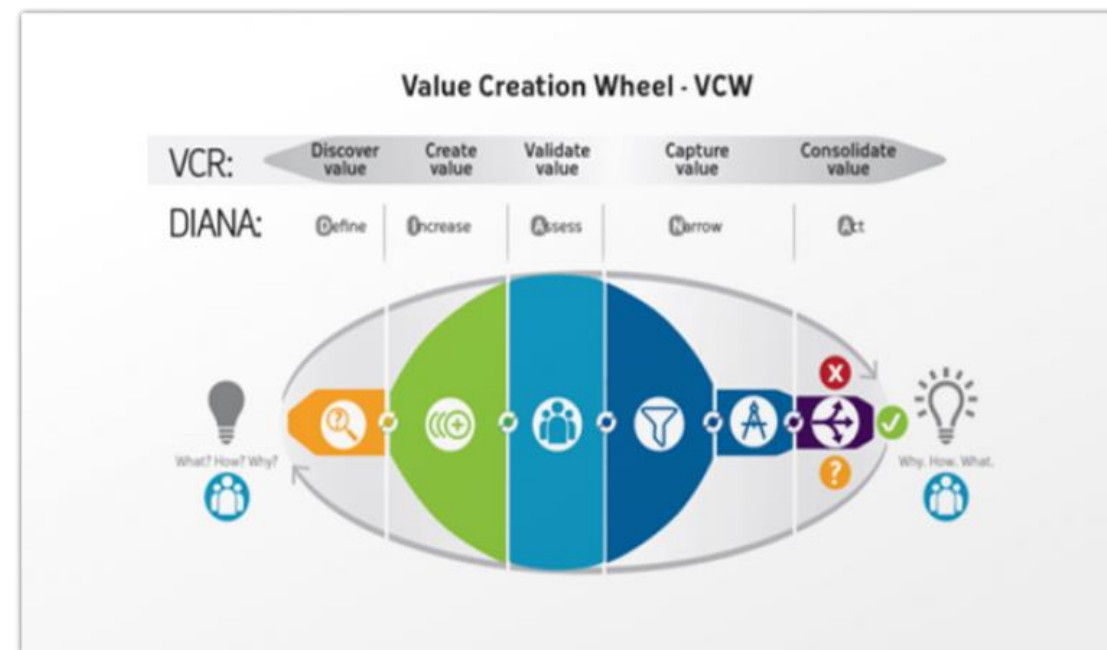 Value Creation Wheel - VCW
VCR:
Discover value
Create value
Validate value
Capture value
Consolidate value
DIANA:
Define
Increase
Assess
Narrow
Act
What? How? Why?
Why. How. What.
?
+
X
?